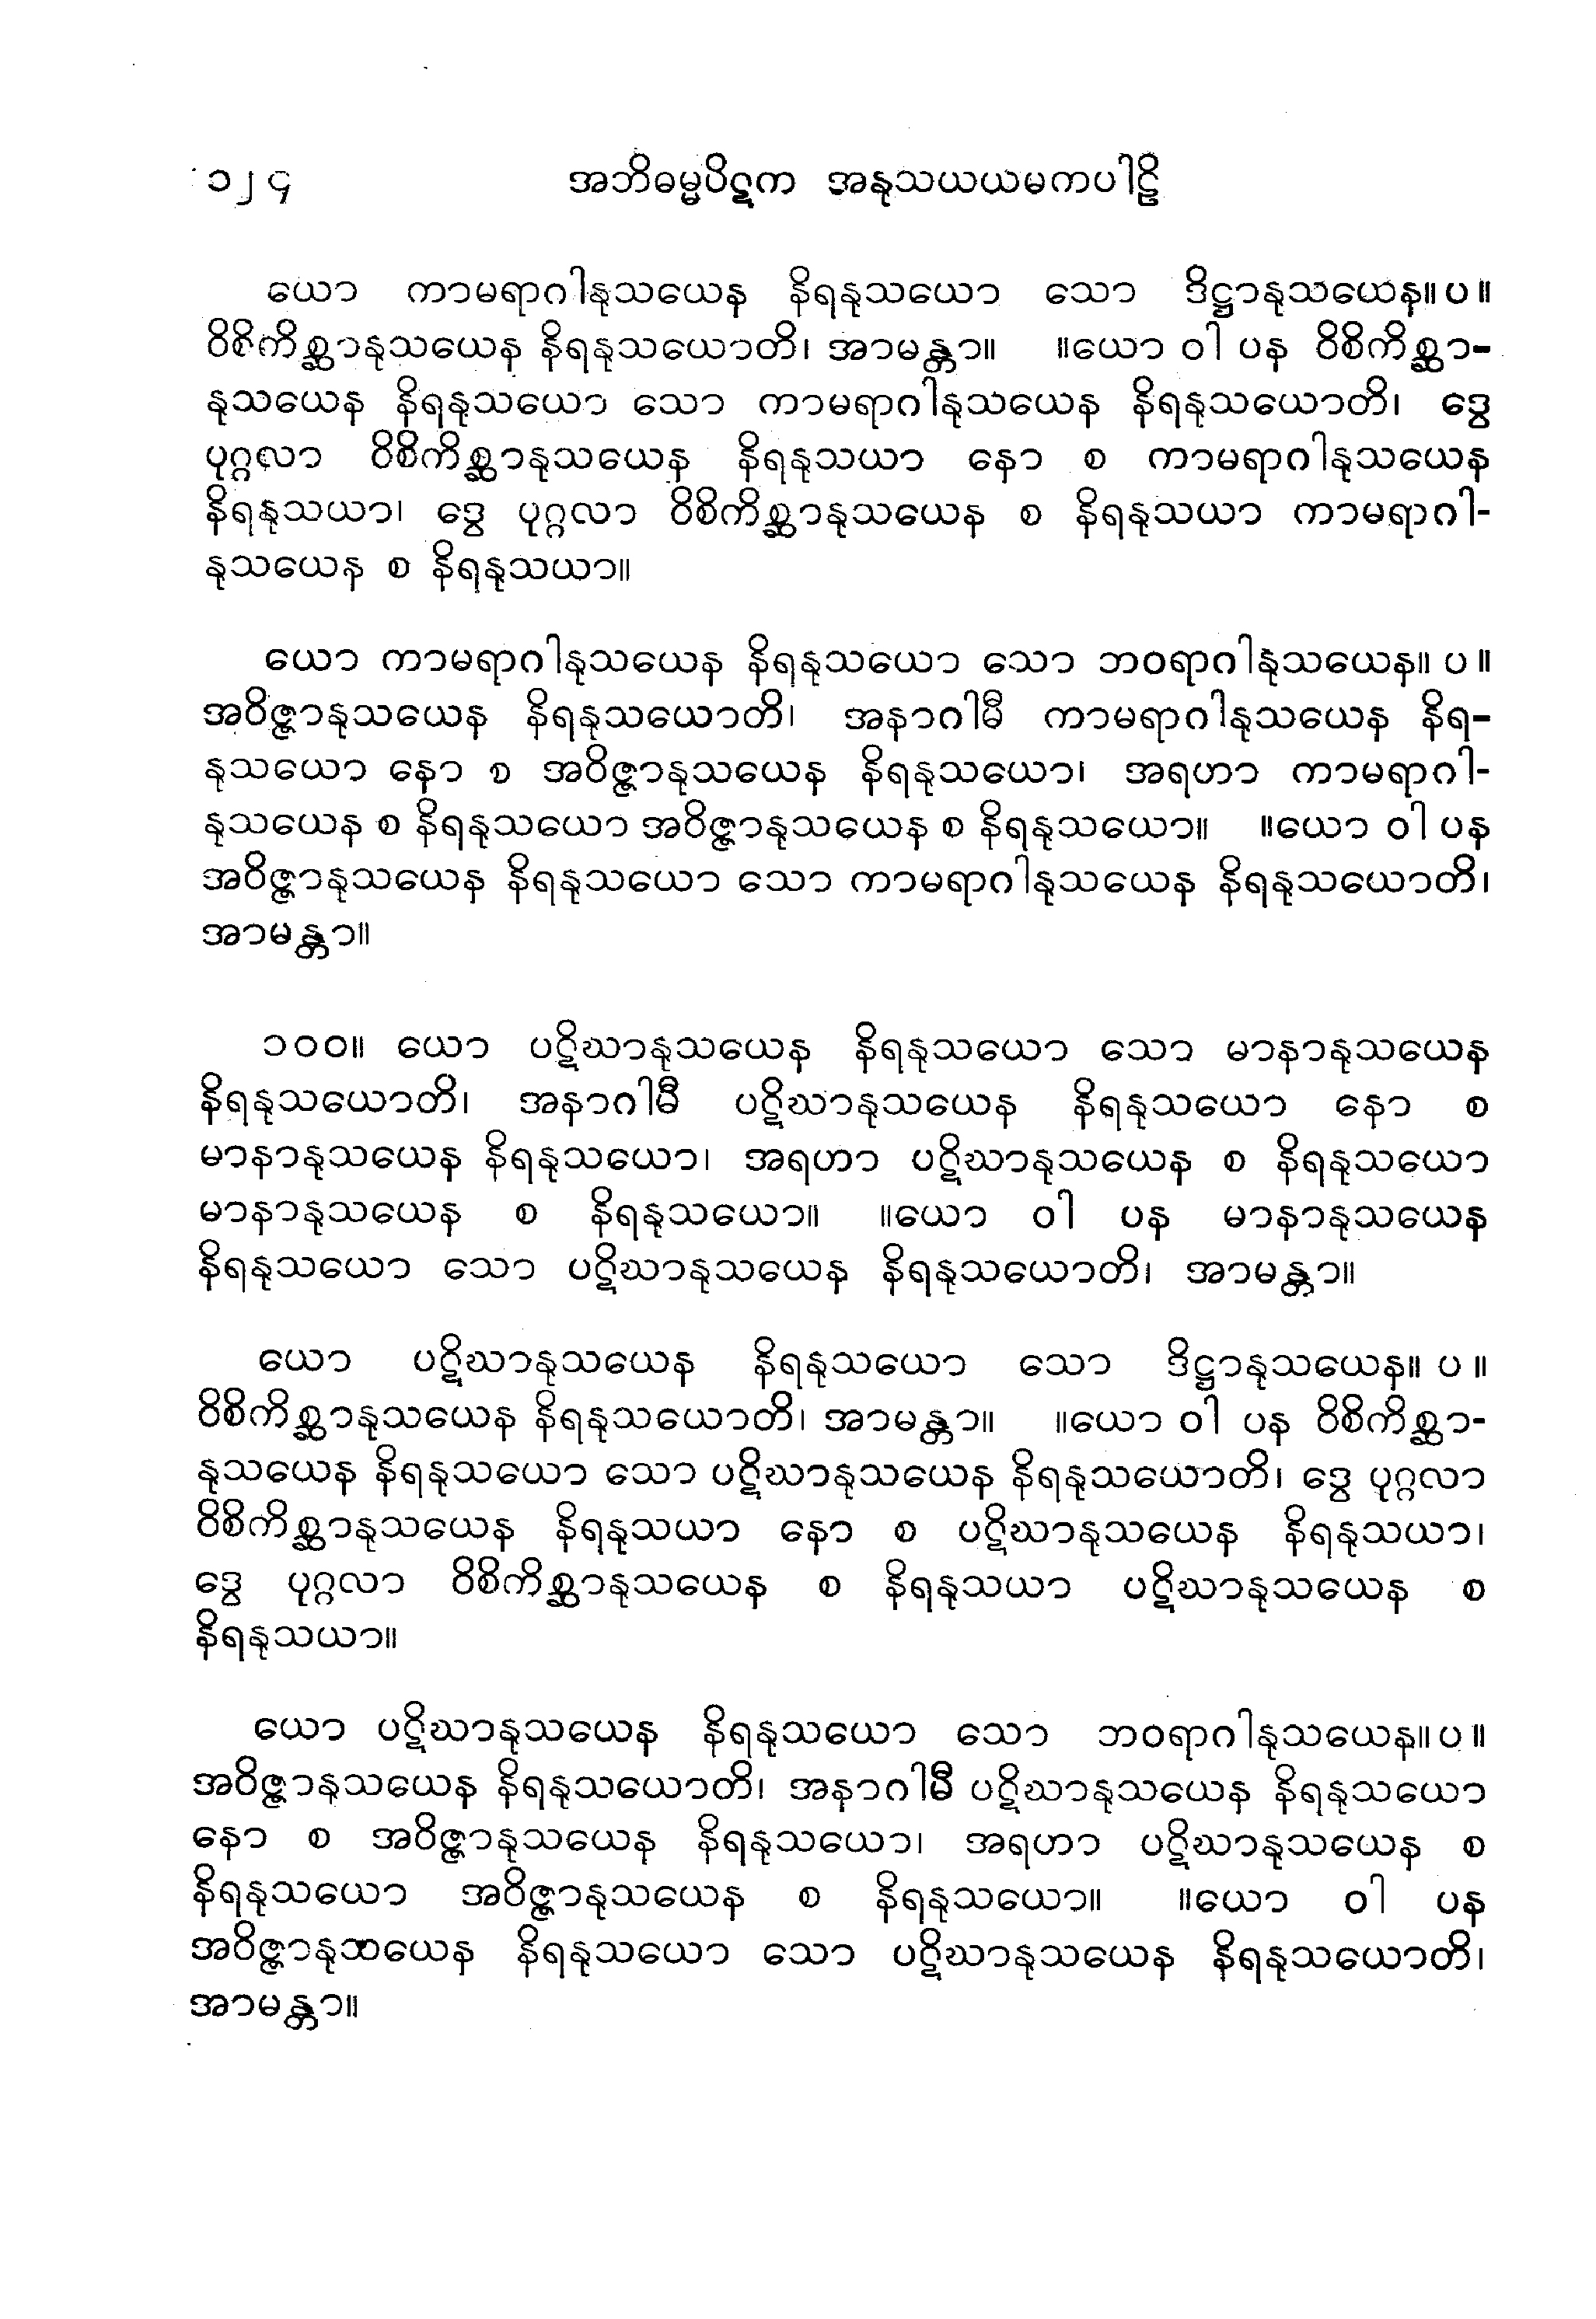 ၁၂၄ အဘိဓမ္မပိဋက အနုသယယမကပါဠိ
ယော ကာမရာဂါနုသယေန နိရနုသယော သော ဒိဋ္ဌာနုသယေန။ ပ ။
ဝိစိကိစ္ဆာနုသယေန နိရနုသယောတိ၊ အာမန္တာ။ ။ယော ဝါ ပန ဝိစိကိစ္ဆာ-
နုသယေန နိရနုသယော သော ကာမရာဂါနုသယေန နိရနုသယောတိ၊ ဒွေ
ပုဂ္ဂလာ ဝိစိကိစ္ဆာနုသယေန နိရနုသယာ နော စ ကာမရာဂါနုသယေန
နိရနုသယာ၊ ဒွေ ပုဂ္ဂလာ ဝိစိကိစ္ဆာနုသယေန စ နိရနုသယာ ကာမရာဂါ-
နုသယေန စ နိရနုသယာ။
ယော ကာမရာဂါနုသယေန နိရနုသယော သော ဘဝရာဂါနုသယေန။ ပ ။
အဝိဇ္ဇာနုသယေန နိရနုသယောတိ၊ အနာဂါမီ ကာမရာဂါနုသယေန နိရ-
နုသယော နော စ အဝိဇ္ဇာနုသယေန နိရနုသယော၊ အရဟာ ကာမရာဂါ-
နုသယေန စ နိရနုသယော အဝိဇ္ဇာနုသယေန စ နိရနုသယော။ ။ယော ဝါ ပန
အဝိဇ္ဇာနုသယေန နိရနုသယော သော ကာမရာဂါနုသယေန နိရနုသယောတိ၊
အာမန္တာ။
၁၀၀။ ယော ပဋိဃာနုသယေန နိရနုသယော သော မာနာနုသယေန
နိရနုသယောတိ၊ အနာဂါမီ ပဋိဃာနုသယေန နိရနုသယော နော စ
မာနာနုသယေန နိရနုသယော၊ အရဟာ ပဋိဃာနုသယေန စ နိရနုသယော
မာနာနုသယေန စ နိရနုသယော။ ။ယော ဝါ ပန မာနာနုသယေန
နိရနုသယော သော ပဋိဃာနုသယေန နိရနုသယောတိ၊ အာမန္တာ။
ယော ပဋိဃာနုသယေန နိရနုသယော သော ဒိဋ္ဌာနုသယေန။ ပ ။
ဝိစိကိစ္ဆာနုသယေန နိရနုသယောတိ၊ အာမန္တာ။ ။ယော ဝါ ပန ဝိစိကိစ္ဆာ-
နုသယေန နိရနုသယော သော ပဋိဃာနုသယေန နိရနုသယောတိ၊ ဒွေ ပုဂ္ဂလာ
ဝိစိကိစ္ဆာနုသယေန နိရနုသယာ နော စ ပဋိဃာနုသယေန နိရနုသယာ၊
ဒွေ ပုဂ္ဂလာ ဝိစိကိစ္ဆာနုသယေန စ နိရနုသယာ ပဋိဃာနုသယေန စ
နိရနုသယာ။
ယော ပဋိဃာနုသယေန နိရနုသယော သော ဘဝရာဂါနုသယေန။ ပ ။
အဝိဇ္ဇာနုသယေန နိရနုသယောတိ၊ အနာဂါမီ ပဋိဃာနုသယေန နိရနုသယော
နော စ အဝိဇ္ဇာနုသယေန နိရနုသယော၊ အရဟာ ပဋိဃာနုသယေန စ
နိရနုသယော အဝိဇ္ဇာနုသယေန စ နိရနုသယော။ ။ယော ဝါ ပန
အဝိဇ္ဇာနုသယေန နိရနုသယော သော ပဋိဃာနုသယေန နိရနုသယောတိ၊
အာမန္တာ။